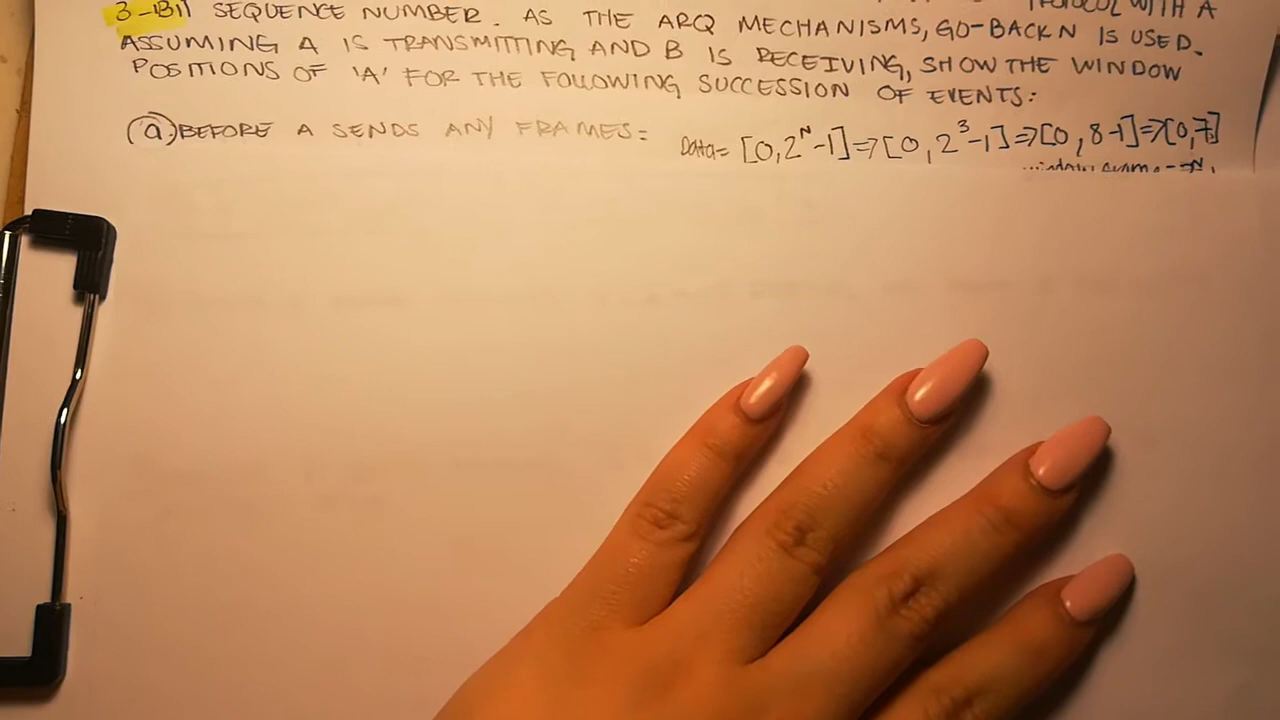 PROTOCOL WITH A
3-BIT SEQUENCE NUMBER. AS THE ARQ MECHANISMS, GO-BACK N IS USED.
ASSUMING A IS TRANSMITTING AND B IS RECEIVING, SHOW THE WINDOW
POSITIONS OF 'A' FOR THE FOLLOWING SUCCESSION OF EVENTS:
(a) BEFORE A SENDS ANY FRAMES: Data= [0,2^N-1]⇒[0,2^3-1]⇒[0,8-1]⇒[0,7]